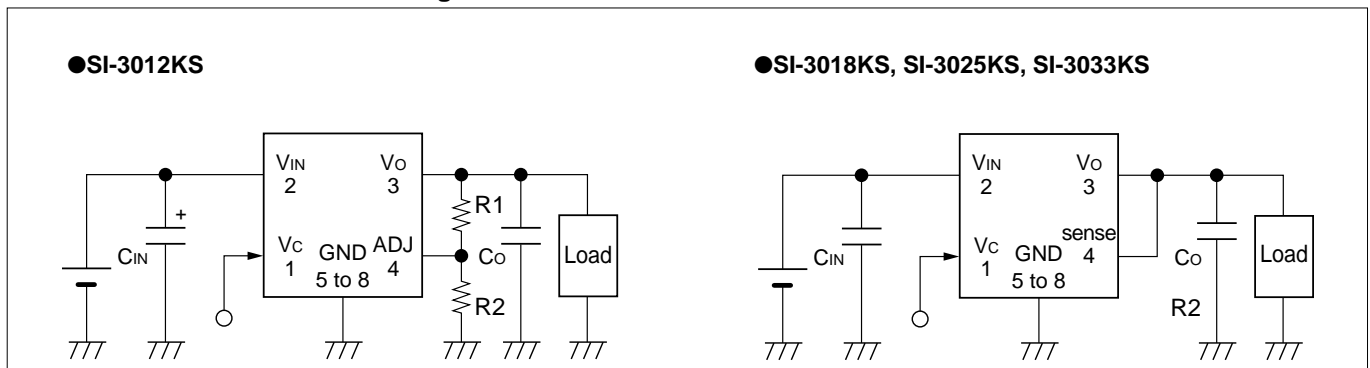 ●SI-3012KS
VIN
2
VO
3
VC
1
GND
5 to 8
ADJ
4
CIN
+
R1
R2
CO
Load
●SI-3018KS, SI-3025KS, SI-3033KS
VIN
2
VO
3
VC
1
GND
5 to 8
sense
4
CIN
CO
R2
Load